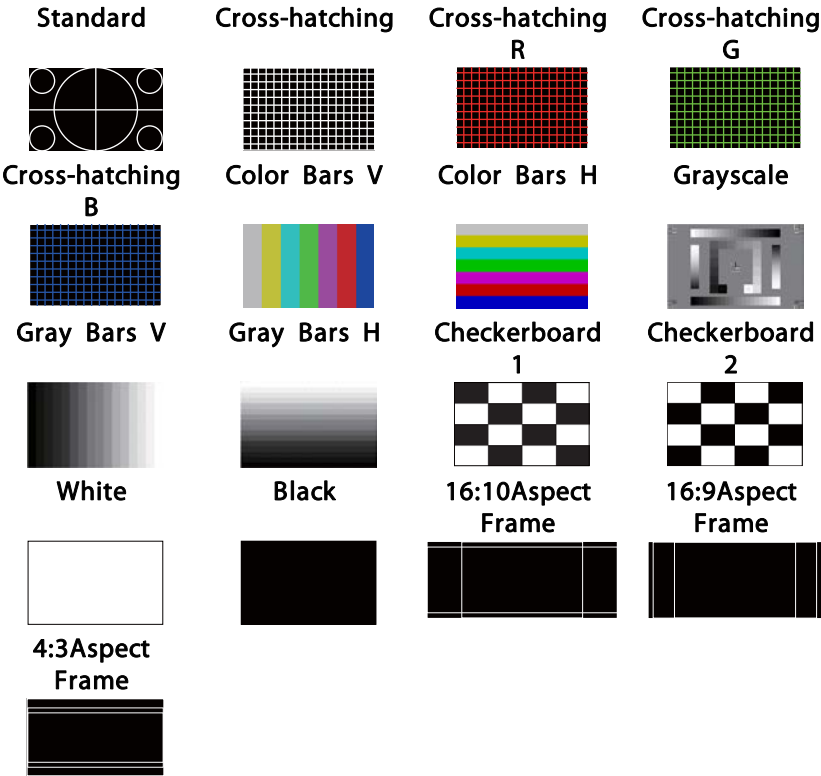 Standard
Cross-hatching
Cross-hatching
R
Cross-hatching
G
Cross-hatching
B
Color Bars V
Color Bars H
Grayscale
Gray Bars V
Gray Bars H
Checkerboard
1
Checkerboard
2
White
Black
16:10Aspect
Frame
16:9Aspect
Frame
4:3Aspect
Frame